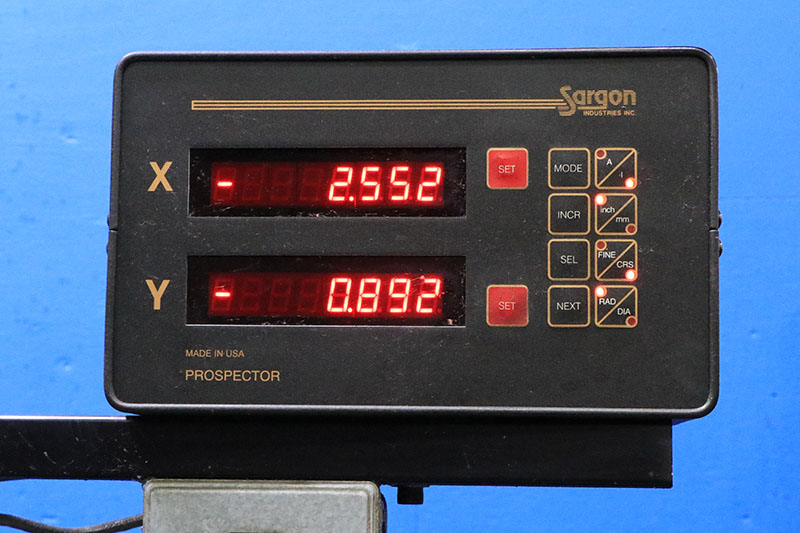 Sargon
INDUSTRIES INC.
X - 2.552 SET MODE A I
INCR inch mm
SEL FINE CRS
Y - 0.892 SET NEXT RAD DIA
MADE IN USA
PROSPECTOR